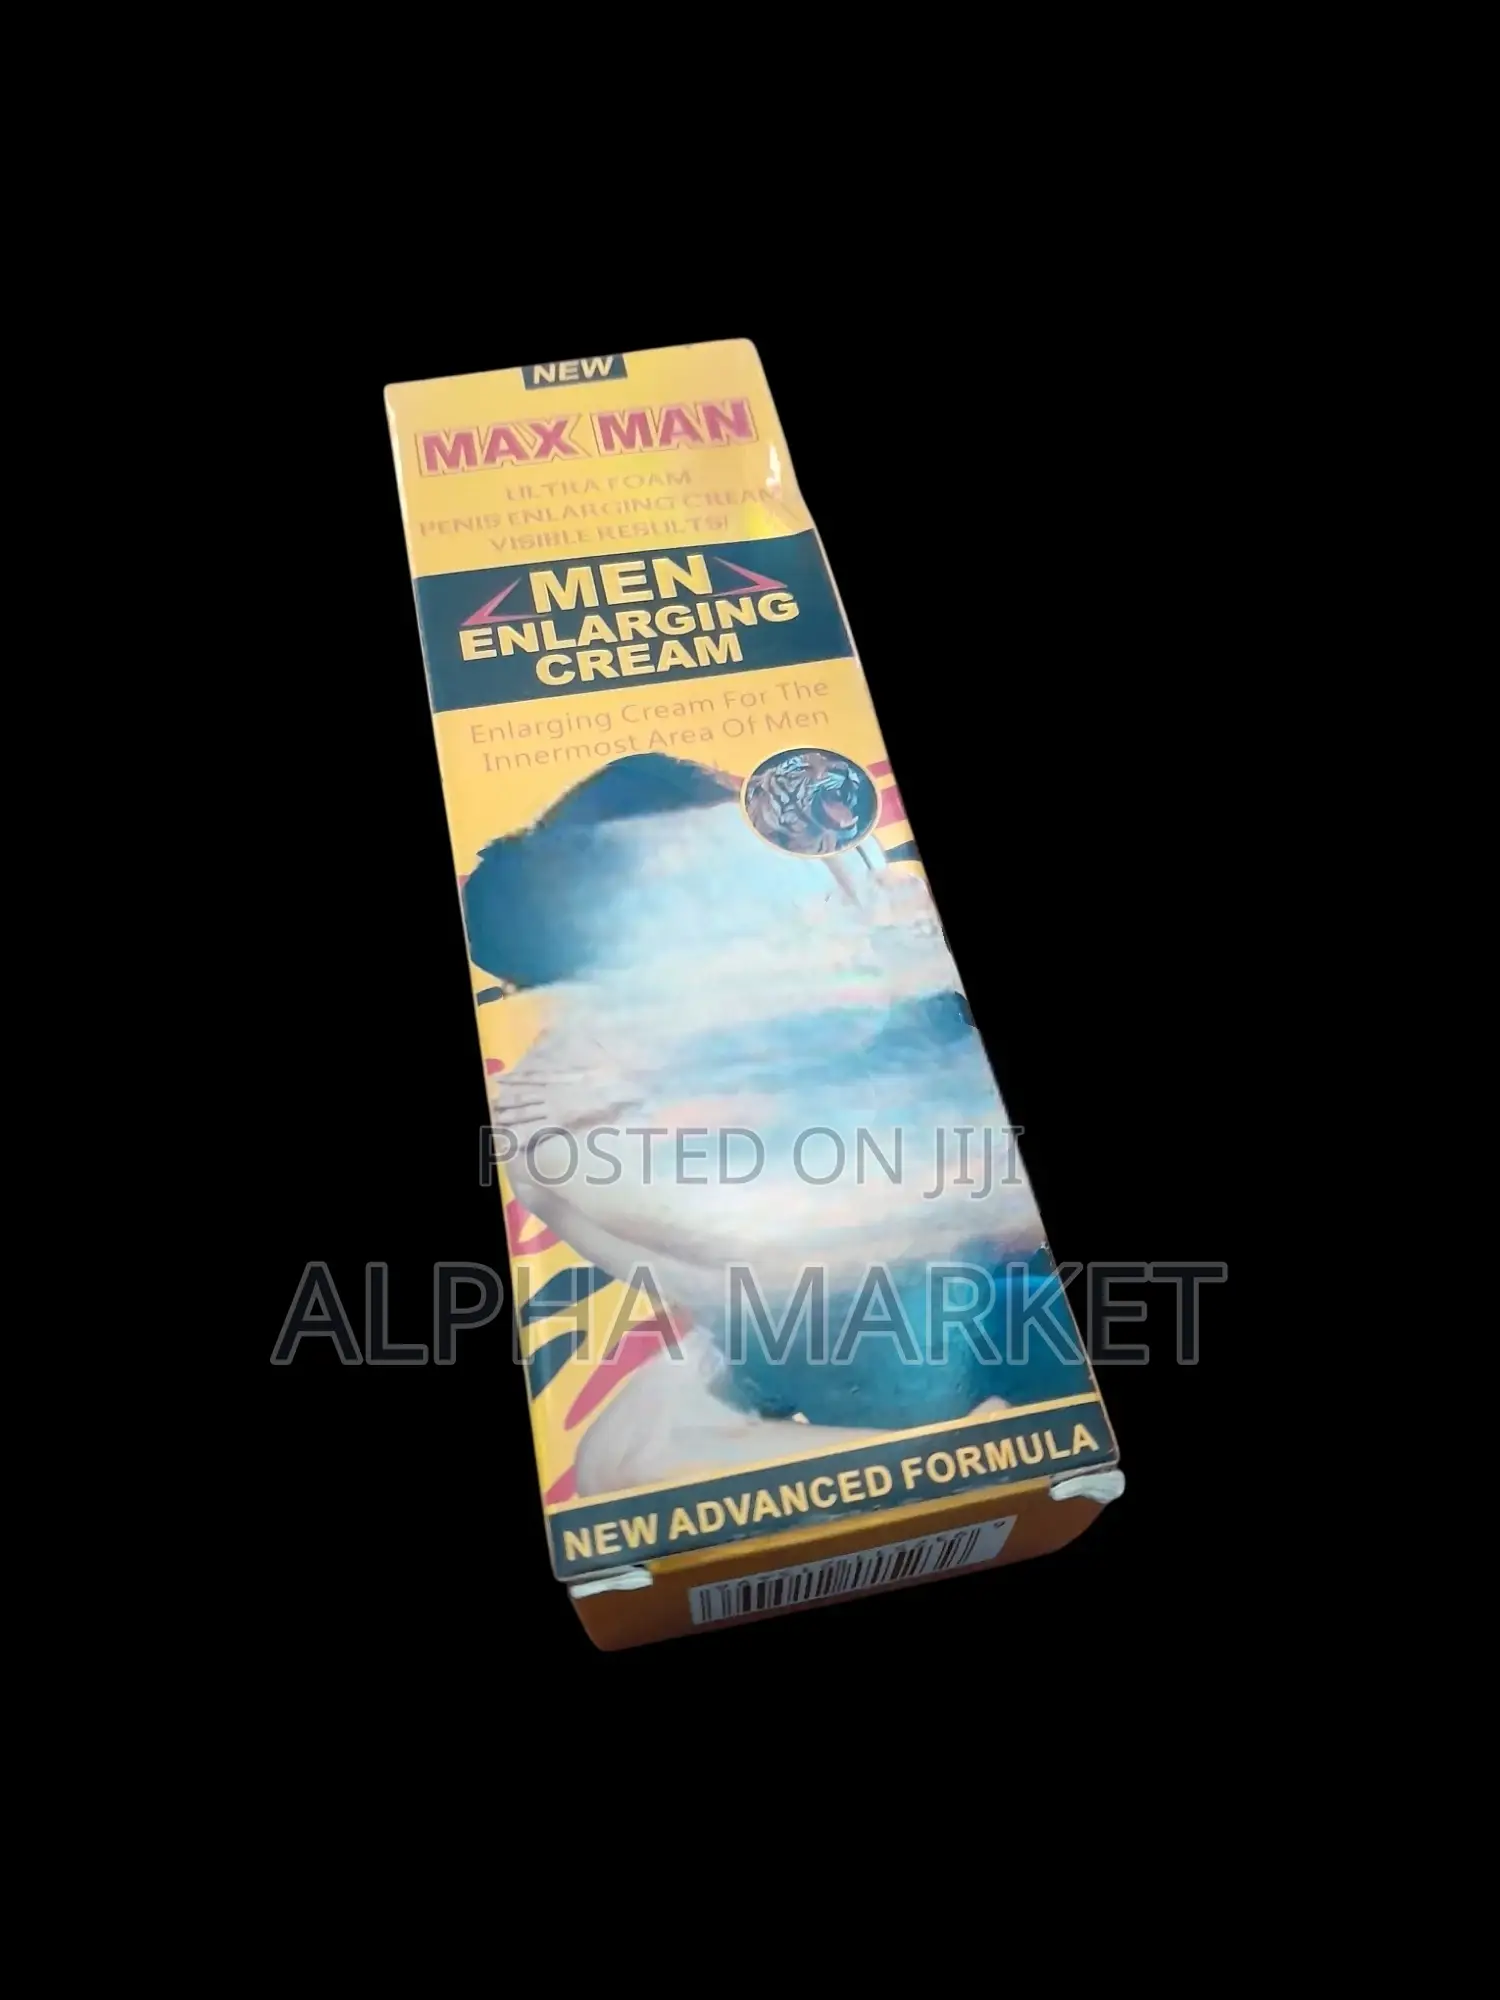 NEW
MAX MAN
ULTRA FOAM
PENIS ENLARGING CREAM
VISIBLE RESULTS!
MEN
ENLARGING
CREAM
Enlarging Cream For The
Innermost Area Of Men
POSTED ON JIJI
ALPHA MARKET
NEW ADVANCED FORMULA